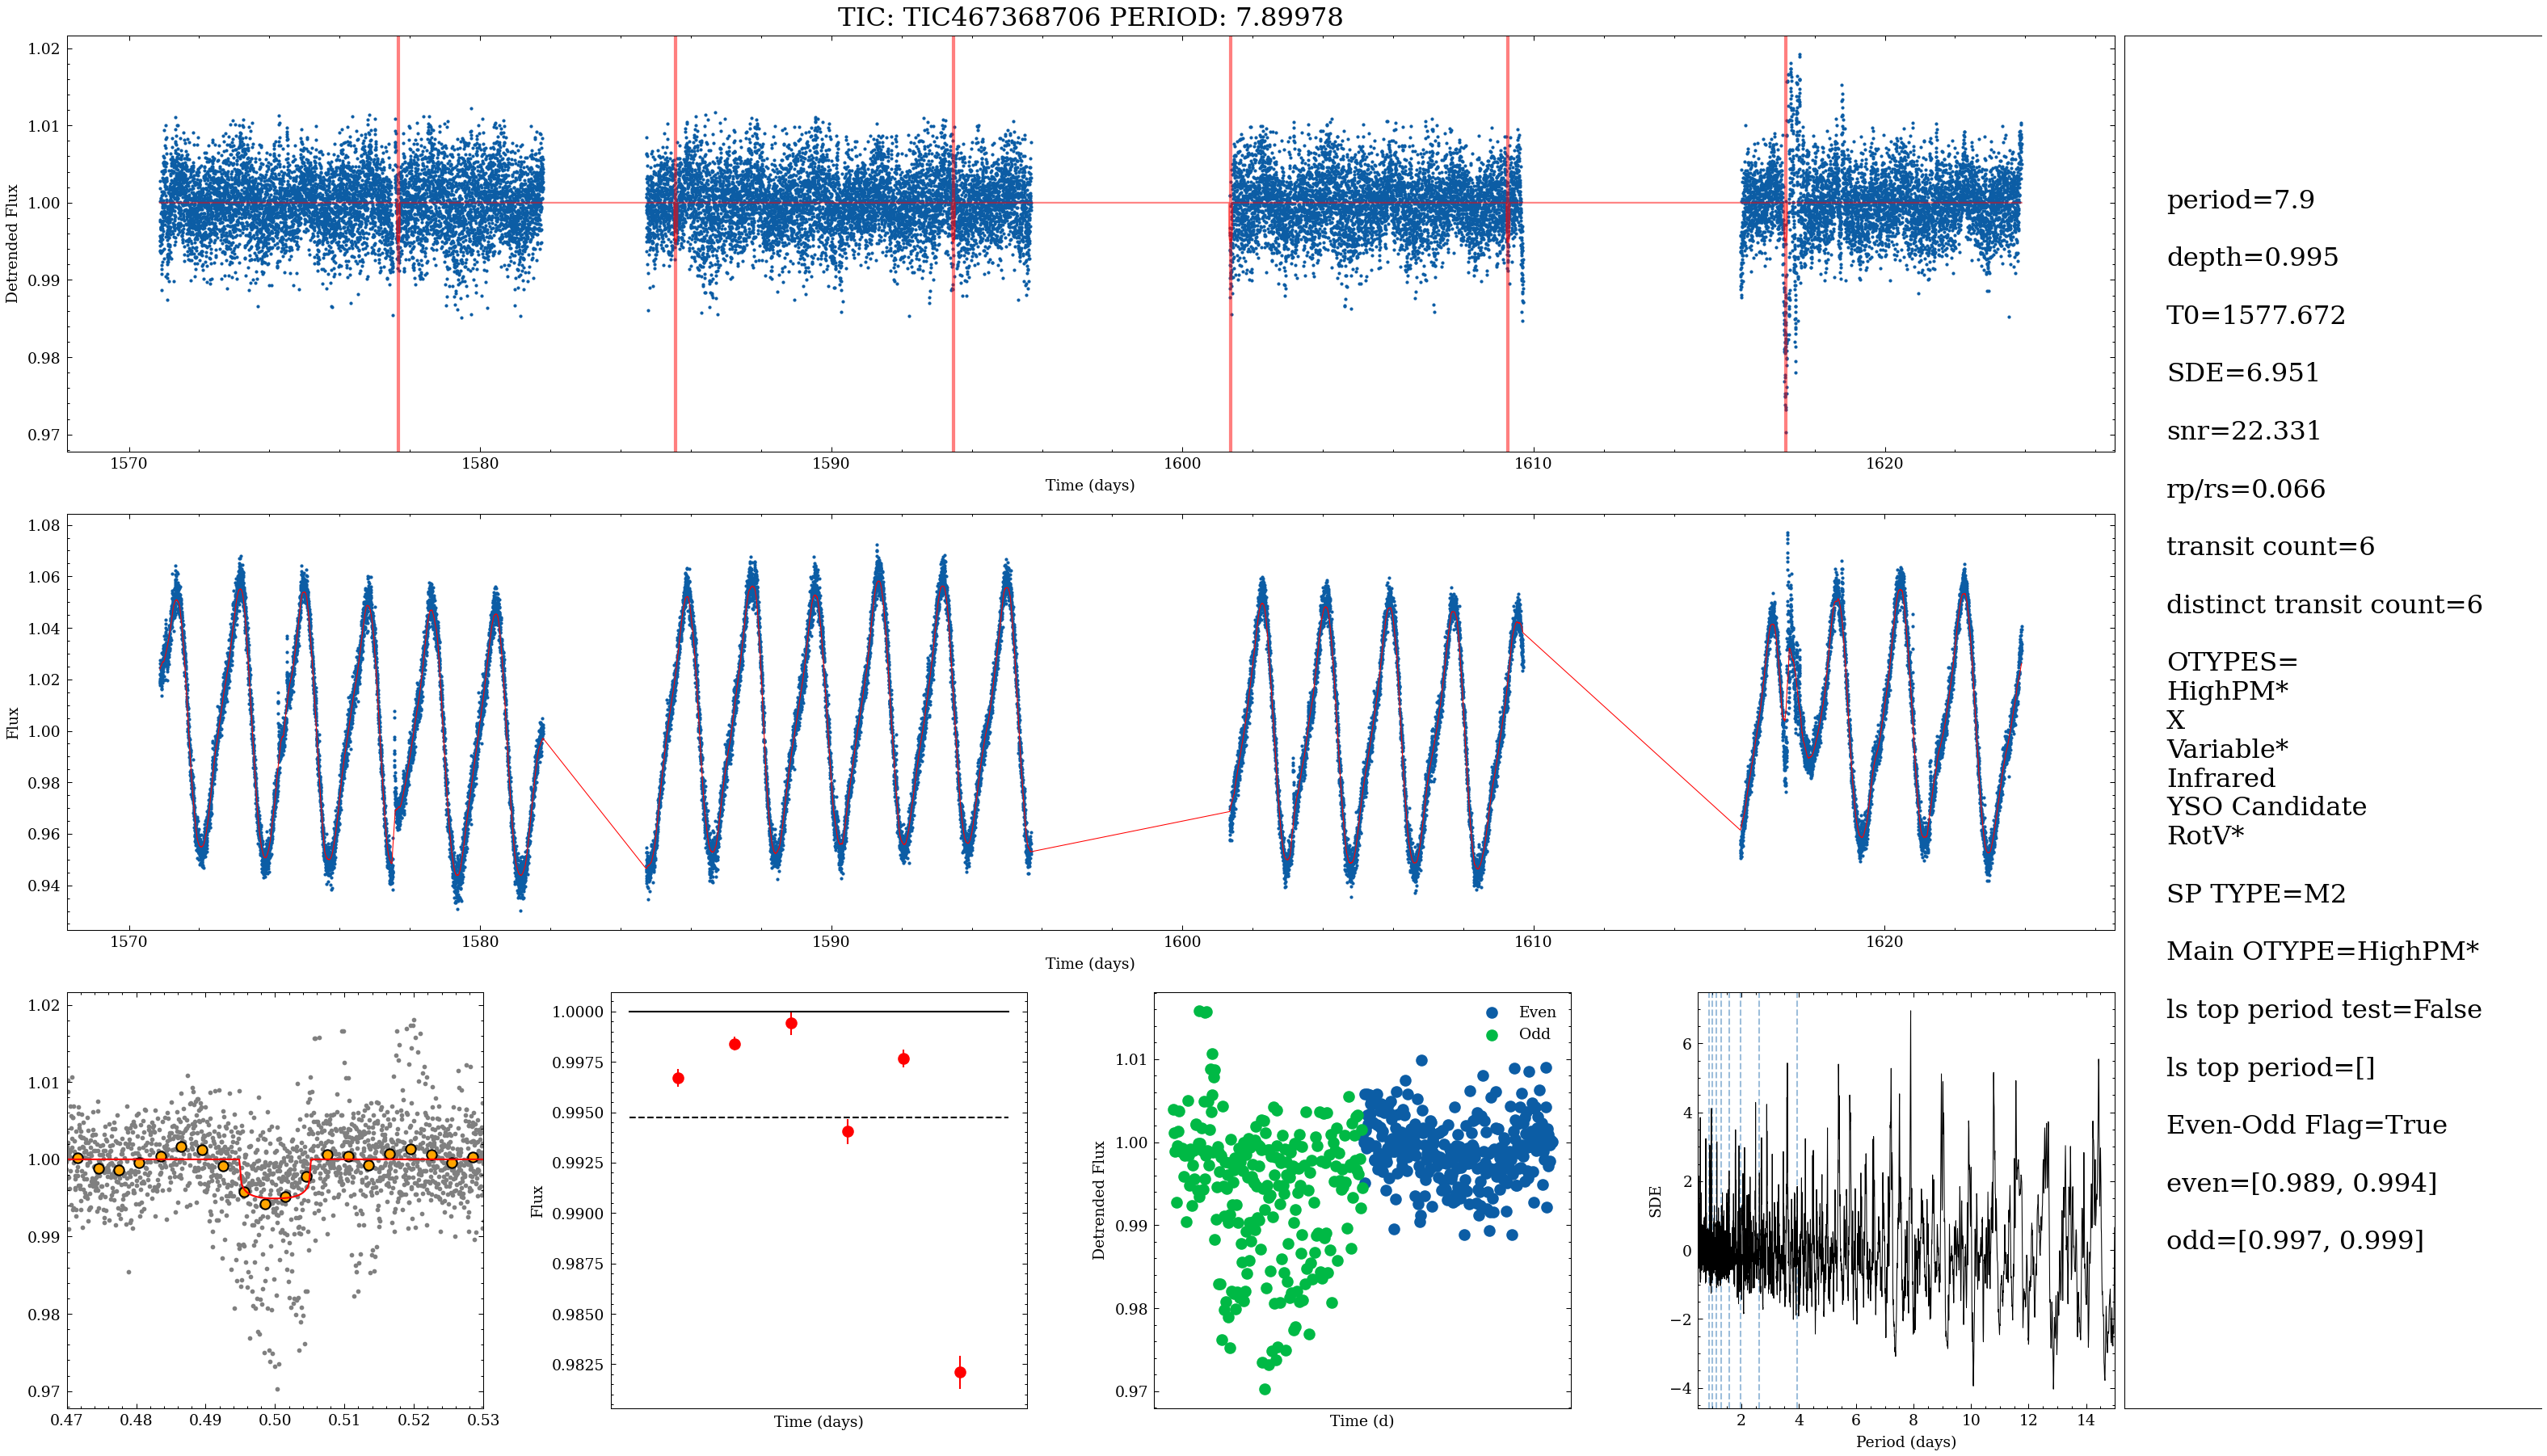 TIC: TIC467368706 PERIOD: 7.89978
1.02
1.01
1.00
0.99
0.98
0.97
Detrended Flux
1570
1580
1590
1600
1610
1620
Time (days)
1.08
1.06
1.04
1.02
1.00
0.98
0.96
0.94
Flux
1570
1580
1590
1600
1610
1620
Time (days)
1.02
1.01
1.00
0.99
0.98
0.97
0.47
0.48
0.49
0.50
0.51
0.52
0.53
1.0000
0.9975
0.9950
0.9925
0.9900
0.9875
0.9850
0.9825
Flux
Time (days)
Even
Odd
1.01
1.00
0.99
0.98
0.97
Detrended Flux
Time (d)
6
4
2
0
−2
−4
SDE
2
4
6
8
10
12
14
Period (days)
period=7.9
depth=0.995
T0=1577.672
SDE=6.951
snr=22.331
rp/rs=0.066
transit count=6
distinct transit count=6
OTYPES=
HighPM*
X
Variable*
Infrared
YSO Candidate
RotV*
SP TYPE=M2
Main OTYPE=HighPM*
ls top period test=False
ls top period=[]
Even-Odd Flag=True
even=[0.989, 0.994]
odd=[0.997, 0.999]